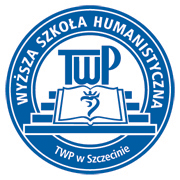 WYŻSZA SZKOŁA HUMANISTYCZNA
TWP
TWP w Szczecinie